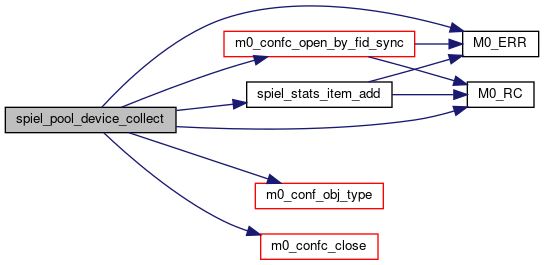 spiel_pool_device_collect
m0_confc_open_by_fid_sync
M0_ERR
spiel_stats_item_add
M0_RC
m0_conf_obj_type
m0_confc_close